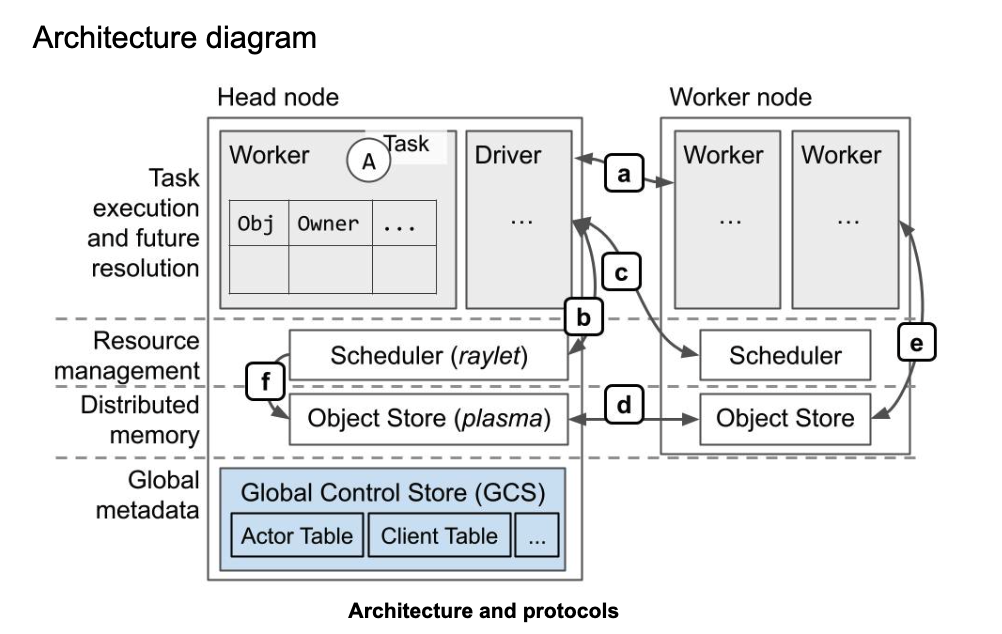 Architecture diagram
Head node
Worker node
Task
execution
and future
resolution
Worker
A
Task
Obj Owner ...
Driver
...
a
Worker
...
Worker
...
c
b
e
Resource
management
Scheduler (raylet)
Scheduler
f
Distributed
memory
Object Store (plasma)
d
Object Store
Global
metadata
Global Control Store (GCS)
Actor Table
Client Table
...
Architecture and protocols